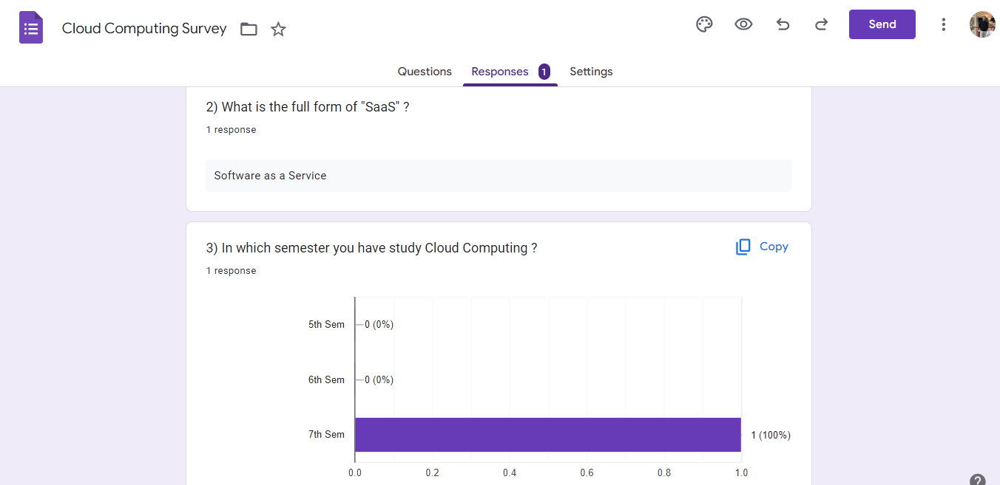 Cloud Computing Survey
Send
Questions Responses 1 Settings
2) What is the full form of "SaaS" ?
1 response
Software as a Service
3) In which semester you have study Cloud Computing ?
Copy
1 response
5th Sem 0 (0%)
6th Sem 0 (0%)
7th Sem 1 (100%)
0.0 0.2 0.4 0.6 0.8 1.0
?